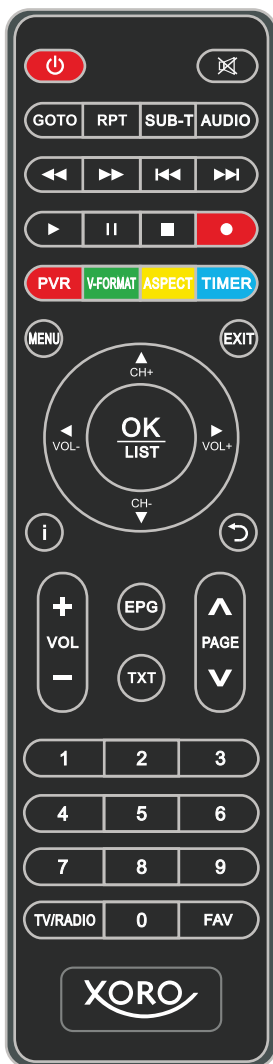 GOTO RPT SUB-T AUDIO
PVR V-FORMAT ASPECT TIMER
MENU EXIT
CH+
VOL- OK VOL+
LIST
CH-
i
+ EPG
VOL PAGE
− TXT
1 2 3
4 5 6
7 8 9
TV/RADIO 0 FAV
XORO